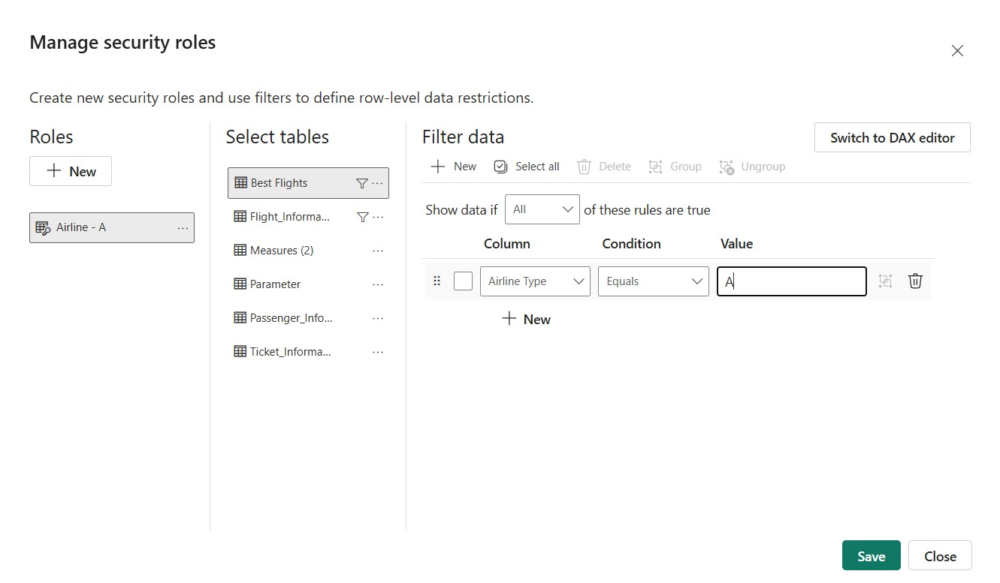 Manage security roles
Create new security roles and use filters to define row-level data restrictions.
Roles
New
Airline - A
Select tables
Best Flights
Flight_Informa...
Measures (2)
Parameter
Passenger_Info...
Ticket_Informa...
Filter data
Switch to DAX editor
New Select all Delete Group Ungroup
Show data if All of these rules are true
Column Condition Value
Airline Type Equals A
New
Save Close